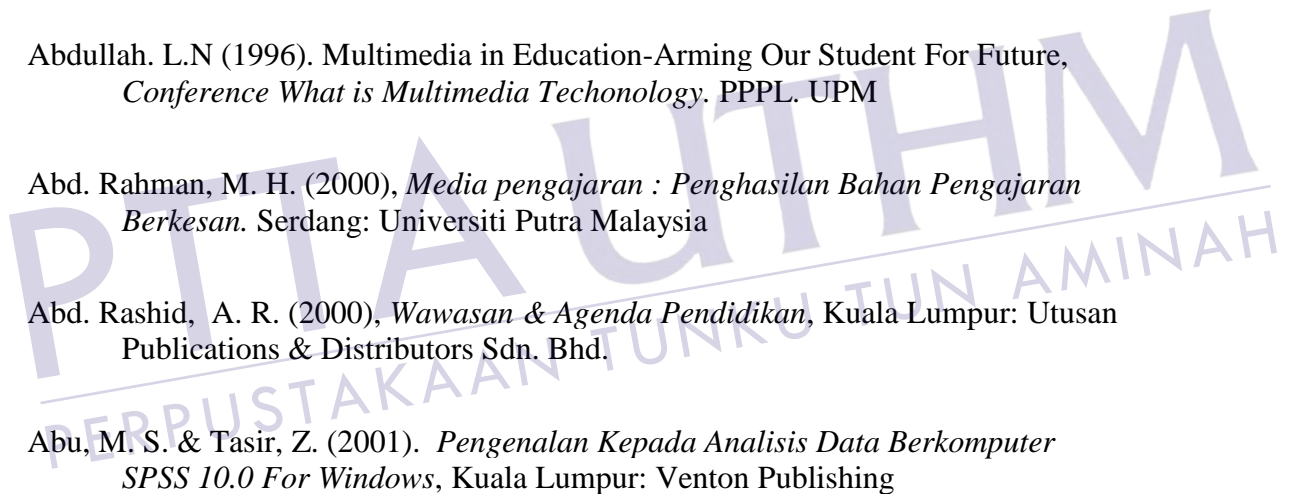 Abdullah. L.N (1996). Multimedia in Education-Arming Our Student For Future,
Conference What is Multimedia Techonology. PPPL. UPM
Abd. Rahman, M. H. (2000), Media pengajaran : Penghasilan Bahan Pengajaran
Berkesan. Serdang: Universiti Putra Malaysia
Abd. Rashid, A. R. (2000), Wawasan & Agenda Pendidikan, Kuala Lumpur: Utusan
Publications & Distributors Sdn. Bhd.
Abu, M. S. & Tasir, Z. (2001). Pengenalan Kepada Analisis Data Berkomputer
SPSS 10.0 For Windows, Kuala Lumpur: Venton Publishing
PTTA UTHM
PERPUSTAKAAN TUNKU TUN AMINAH